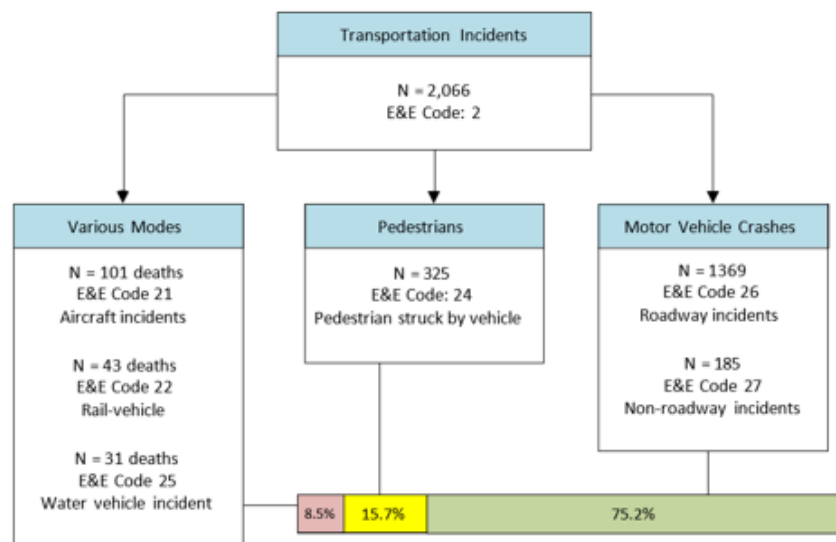 Transportation Incidents
N = 2,066
E&E Code: 2
Various Modes
N = 101 deaths
E&E Code 21
Aircraft incidents
N = 43 deaths
E&E Code 22
Rail-vehicle
N = 31 deaths
E&E Code 25
Water vehicle incident
Pedestrians
N = 325
E&E Code: 24
Pedestrian struck by vehicle
Motor Vehicle Crashes
N = 1369
E&E Code 26
Roadway incidents
N = 185
E&E Code 27
Non-roadway incidents
8.5%
15.7%
75.2%